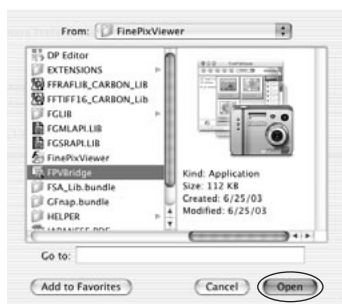 From: FinePixViewer
DP Editor
EXTENSIONS
FFRAFLIB_CARBON_LIB
FFTIFF16_CARBON_Lib
FGLIB
FGMLAPI.LIB
FGSRAPI.LIB
FinePixViewer
FPVBridge
FSA_Lib.bundle
GFnap.bundle
HELPER
JAPANESE PDF
Kind: Application
Size: 112 KB
Created: 6/25/03
Modified: 6/25/03
Go to:
Add to Favorites
Cancel
Open